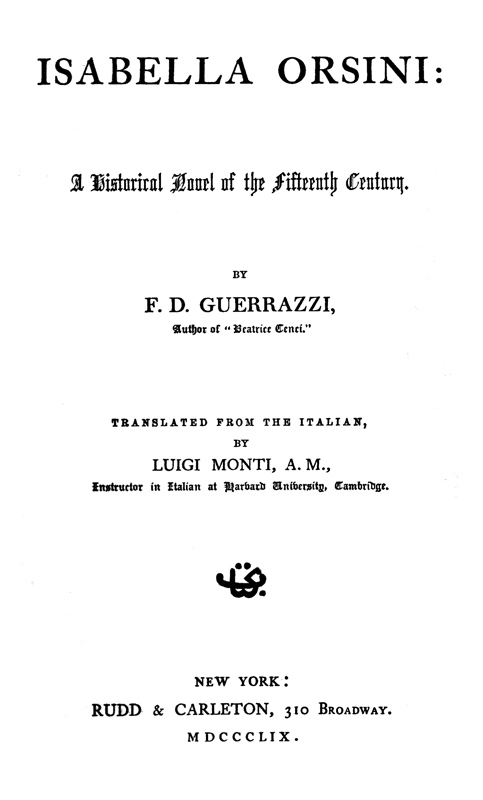 ISABELLA ORSINI:
A Historical Novel of the Fifteenth Century.
BY
F. D. GUERRAZZI,
Author of "Beatrice Cenci."
TRANSLATED FROM THE ITALIAN,
BY
LUIGI MONTI, A. M.,
Instructor in Italian at Harvard University, Cambridge.
NEW YORK:
RUDD & CARLETON, 310 BROADWAY.
MDCCCLIX.